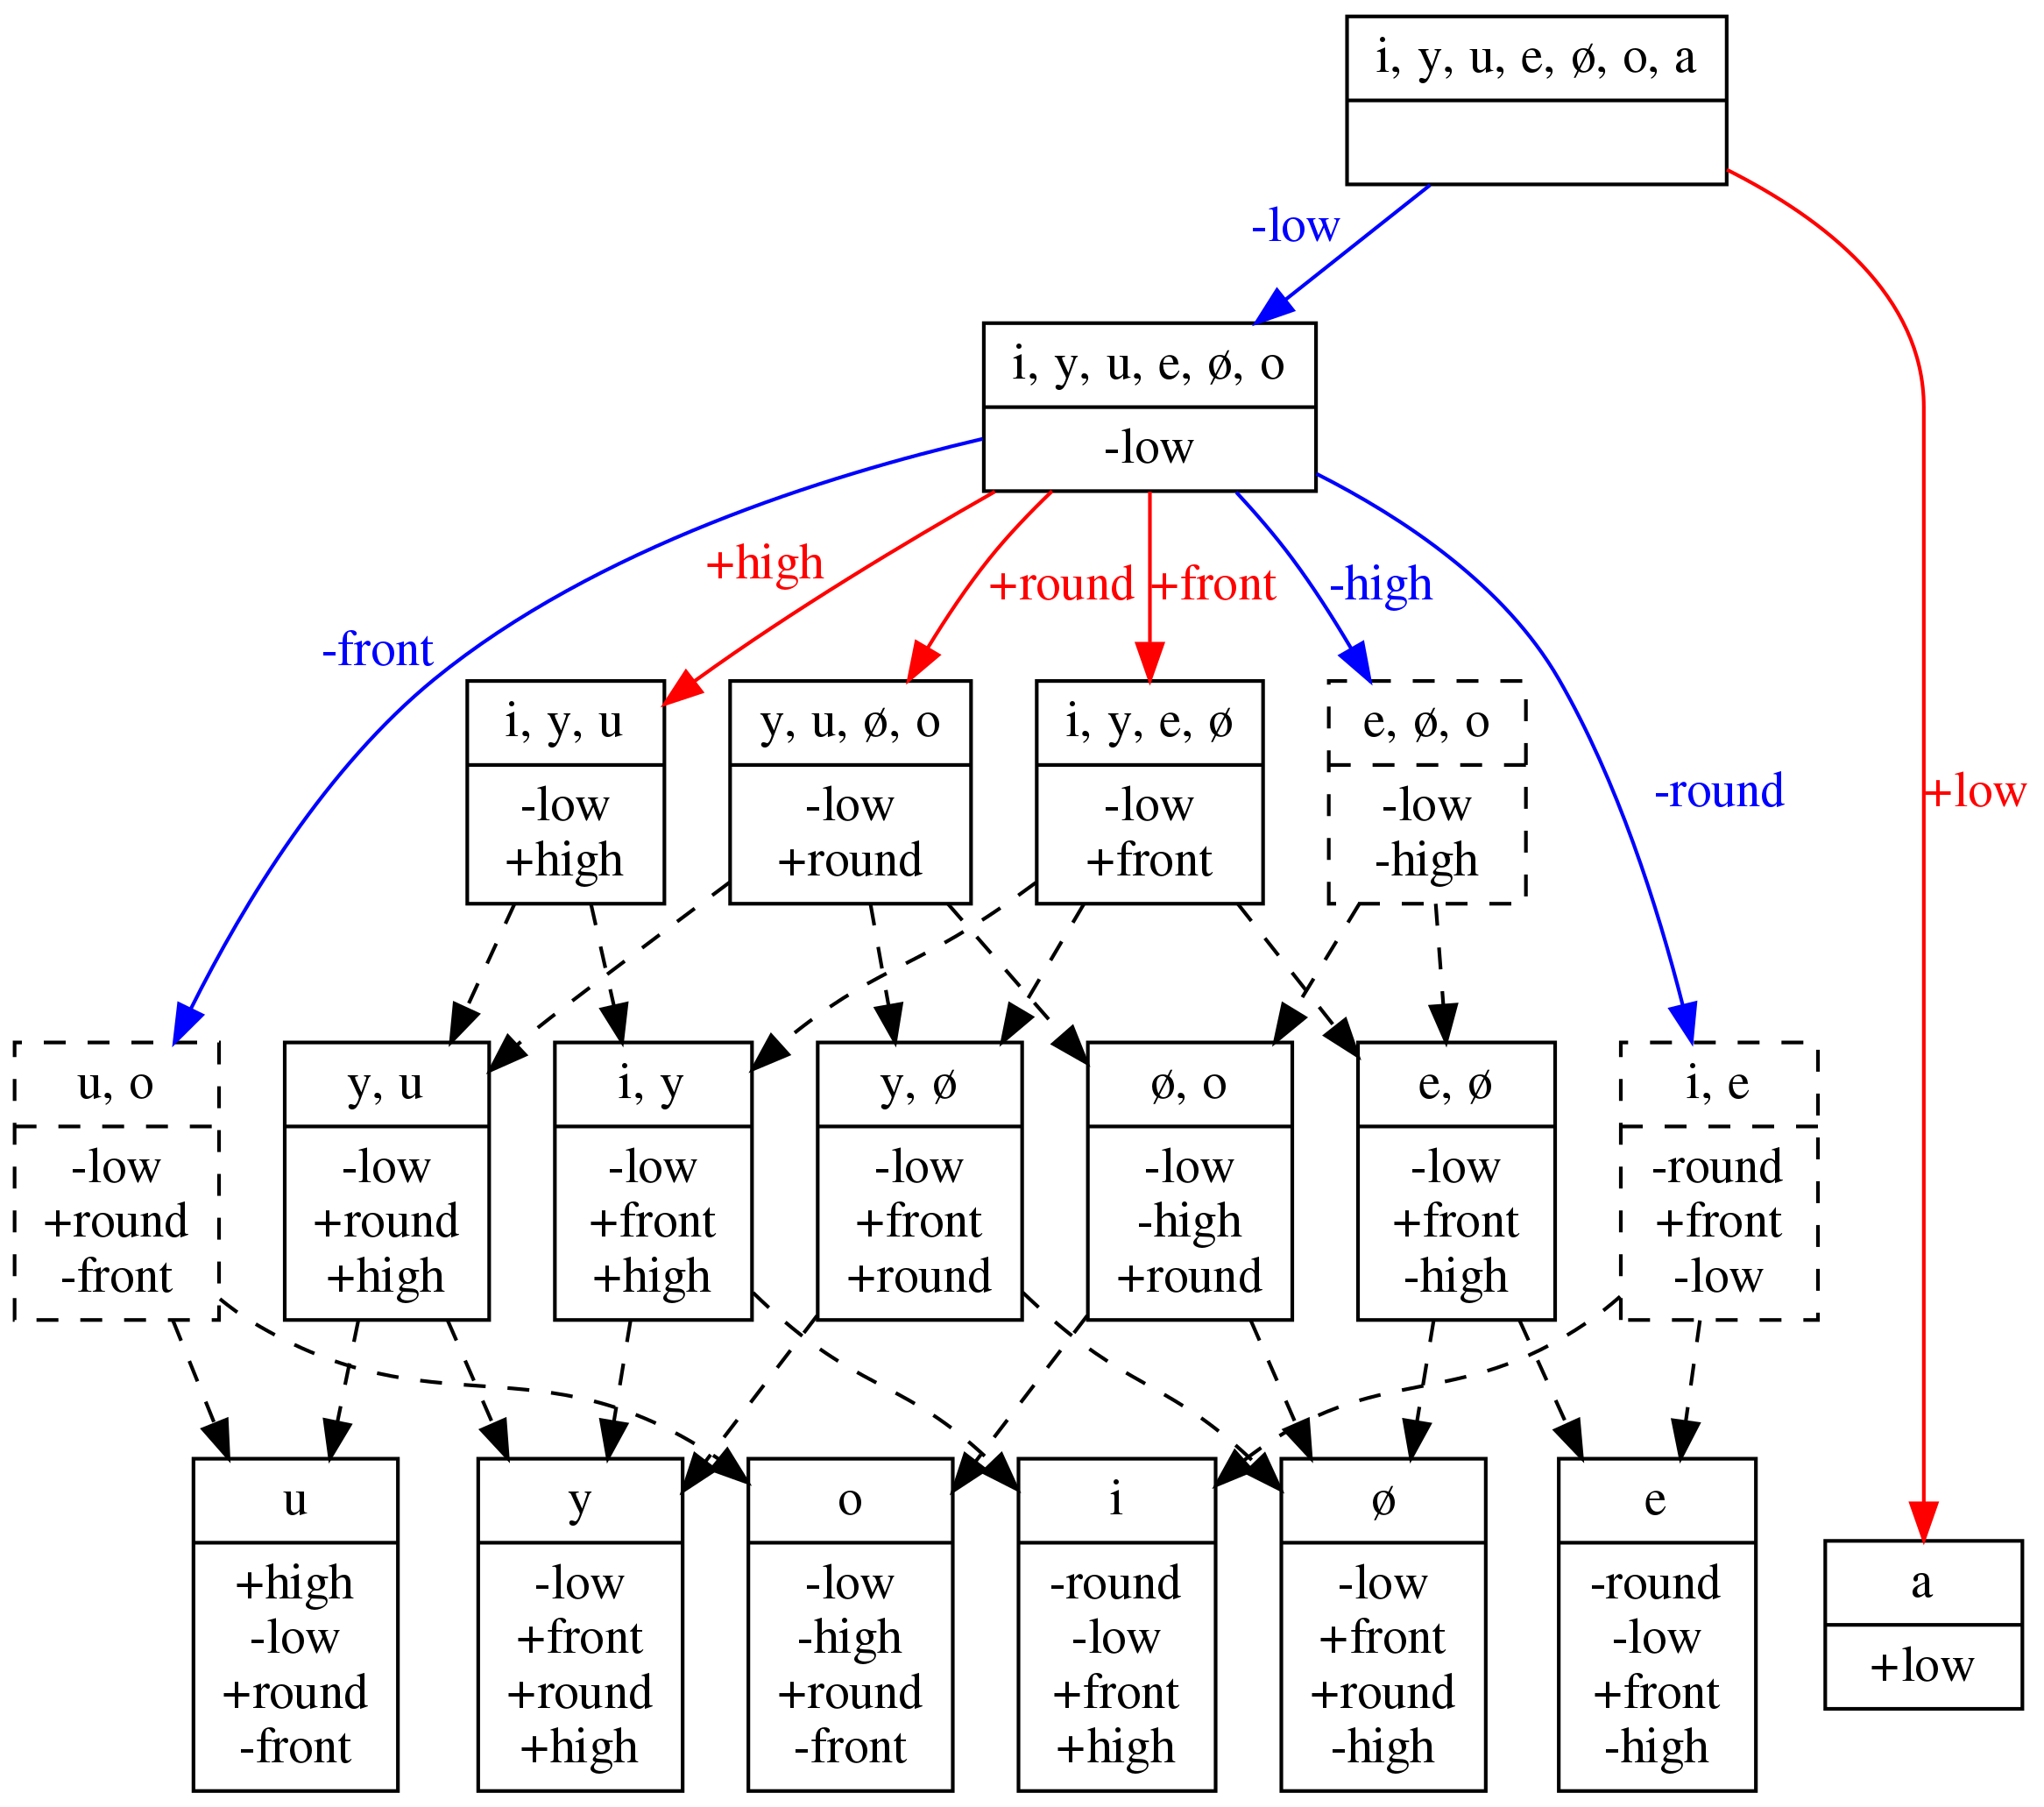 i, y, u, e, ø, o, a
-low
i, y, u, e, ø, o
-low
+high
+round
+front
-high
-front
-round
+low
i, y, u
-low
+high
y, u, ø, o
-low
+round
i, y, e, ø
-low
+front
e, ø, o
-low
-high
u, o
-low
+round
-front
y, u
-low
+round
+high
i, y
-low
+front
+high
y, ø
-low
+front
+round
ø, o
-low
-high
+round
e, ø
-low
+front
-high
i, e
-round
+front
-low
u
+high
-low
+round
-front
y
-low
+front
+round
+high
o
-low
-high
+round
-front
i
-round
-low
+front
+high
ø
-low
+front
+round
-high
e
-round
-low
+front
-high
a
+low